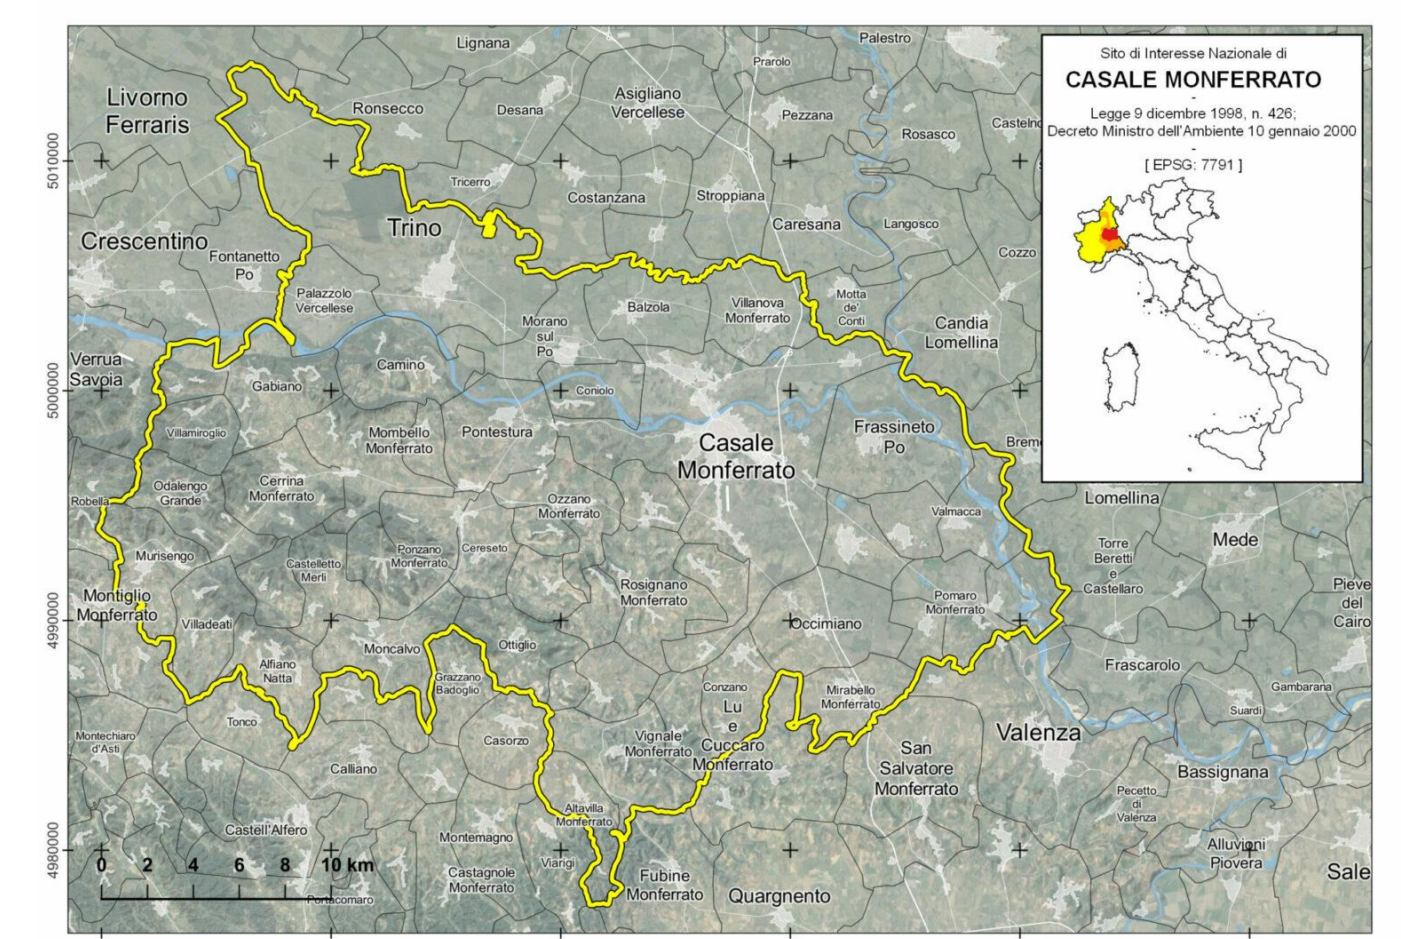 Sito di Interesse Nazionale di
CASALE MONFERRATO
-
Legge 9 dicembre 1998, n. 426;
Decreto Ministro dell'Ambiente 10 gennaio 2000
-
[ EPSG: 7791 ]
Lignana
Palestro
Prarolo
Livorno
Ferraris
Ronsecco
Desana
Asigliano
Vercellese
Pezzana
Rosasco
Casteln
5010000
Tricerro
Costanzana
Stroppiana
Caresana
Langosco
Cozzo
Trino
Crescentino
Fontanetto
Po
Palazzolo
Vercellese
Balzola
Villanova
Monferrato
Motta
de'
Conti
Candia
Lomellina
Morano
sul
Po
Verrua
Savoia
Camino
Gabiano
Coniolo
5000000
Villamiroglio
Mombello
Monferrato
Pontestura
Casale
Monferrato
Frassineto
Po
Breme
Robella
Odalengo
Grande
Cerrina
Monferrato
Ozzano
Monferrato
Valmacca
Lomellina
Mede
Murisengo
Castelletto
Merli
Ponzano
Monferrato
Cereseto
Rosignano
Monferrato
Torre
Beretti
e
Castellaro
Pieve
del
Cairo
Montiglio
Monferrato
4990000
Villadeati
Pomaro
Monferrato
Occimiano
Alfiano
Natta
Moncalvo
Ottiglio
Grazzano
Badoglio
Conzano
Lu
e
Cuccaro
Monferrato
Mirabello
Monferrato
Frascarolo
Gambarana
Suardi
Tonco
Montechiaro
d'Asti
Casorzo
Vignale
Monferrato
San
Salvatore
Monferrato
Valenza
Bassignana
Calliano
Pecetto
di
Valenza
Altavilla
Monferrato
Castell'Alfero
Montemagno
Viarigi
Alluvioni
Piovera
4980000
Castagnole
Monferrato
Fubine
Monferrato
Quargnento
Sale
Portacomaro
0 2 4 6 8 10 km